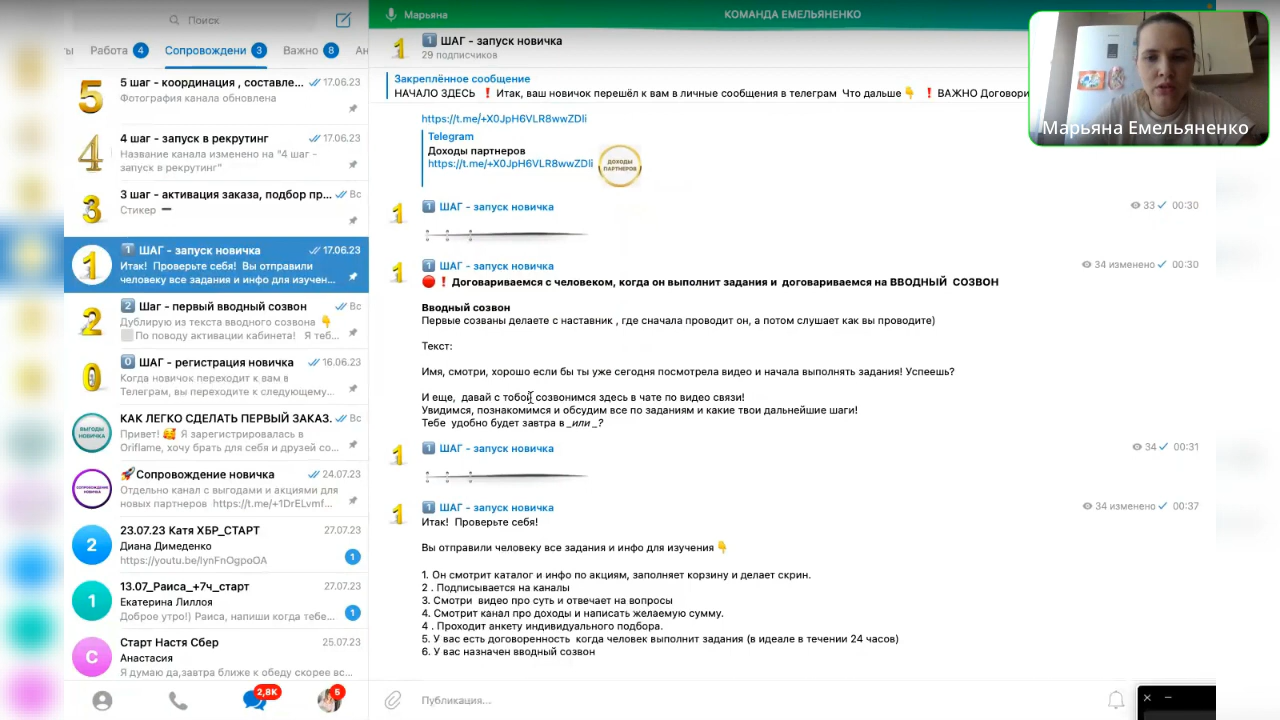 Поиск
Марьяна
КОМАНДА ЕМЕЛЬЯНЕНКО
Работа 4
Сопровождени 3
Важно 8
5 шаг - координация , составле... 17.06.23
Фотография канала обновлена
4 шаг - запуск в рекрутинг 17.06.23
Название канала изменено на "4 шаг -
запуск в рекрутинг"
3 шаг - активация заказа, подбор пр... Вс
Стикер ➖
1 ШАГ - запуск новичка 17.06.23
Итак! Проверьте себя! Вы отправили
человеку все задания и инфо для изучен...
2 Шаг - первый вводный созвон Вс
Дублирую из текста вводного созвона 👇
По поводу активации кабинета! Я теб...
0 ШАГ - регистрация новичка 16.06.23
Когда новичок переходит к вам в
Телеграм, вы переходите к следующему...
КАК ЛЕГКО СДЕЛАТЬ ПЕРВЫЙ ЗАКАЗ. Вс
Привет! 🥰 Я зарегистрировалась в
Oriflame, хочу брать для себя и друзей со...
ВЫГОДЫ
НОВИЧКА
🚀Сопровождение новичка 24.07.23
Отдельно канал с выгодами и акциями для
новых партнеров https://t.me/+1DrELvmf...
23.07.23 Катя ХБР_СТАРТ 27.07.23
Диана Димеденко
https://youtu.be/lynFnOgpoOA 1
13.07_Раиса_+7ч_старт 27.07.23
Екатерина Лиллоя
Доброе утро!) Раиса, напиши когда тебе... 1
Старт Настя Сбер 25.07.23
Анастасия
Я думаю да,завтра ближе к обеду скорее вс...
2,8K
5
1 ШАГ - запуск новичка
29 подписчиков
Закреплённое сообщение
НАЧАЛО ЗДЕСЬ ❗ Итак, ваш новичок перешёл к вам в личные сообщения в телеграм Что дальше👇 ❗ ВАЖНО Договори
Марьяна Емельяненко
https://t.me/+X0JpH6VLR8wwZDli
Telegram
Доходы партнеров
https://t.me/+X0JpH6VLR8wwZDli
ДОХОДЫ
ПАРТНЕРОВ
1 ШАГ - запуск новичка 33 00:30
1 ШАГ - запуск новичка 34 изменено 00:30
🔴❗Договариваемся с человеком, когда он выполнит задания и договариваемся на ВВОДНЫЙ СОЗВОН
Вводный созвон
Первые созваны делаете с наставник , где сначала проводит он, а потом слушает как вы проводите)
Текст:
Имя, смотри, хорошо если бы ты уже сегодня посмотрела видео и начала выполнять задания! Успеешь?
И еще, давай с тобой созвонимся здесь в чате по видео связи!
Увидимся, познакомимся и обсудим все по заданиям и какие твои дальнейшие шаги!
Тебе удобно будет завтра в _или _?
1 ШАГ - запуск новичка 34 00:31
1 ШАГ - запуск новичка 34 изменено 00:37
Итак! Проверьте себя!
Вы отправили человеку все задания и инфо для изучения 👇
1. Он смотрит каталог и инфо по акциям, заполняет корзину и делает скрин.
2 . Подписывается на каналы
3. Смотри видео про суть и отвечает на вопросы
4. Смотрит канал про доходы и написать желаемую сумму.
4 . Проходит анкету индивидуального подбора.
5. У вас есть договоренность когда человек выполнит задания (в идеале в течении 24 часов)
6. У вас назначен вводный созвон
Публикация...